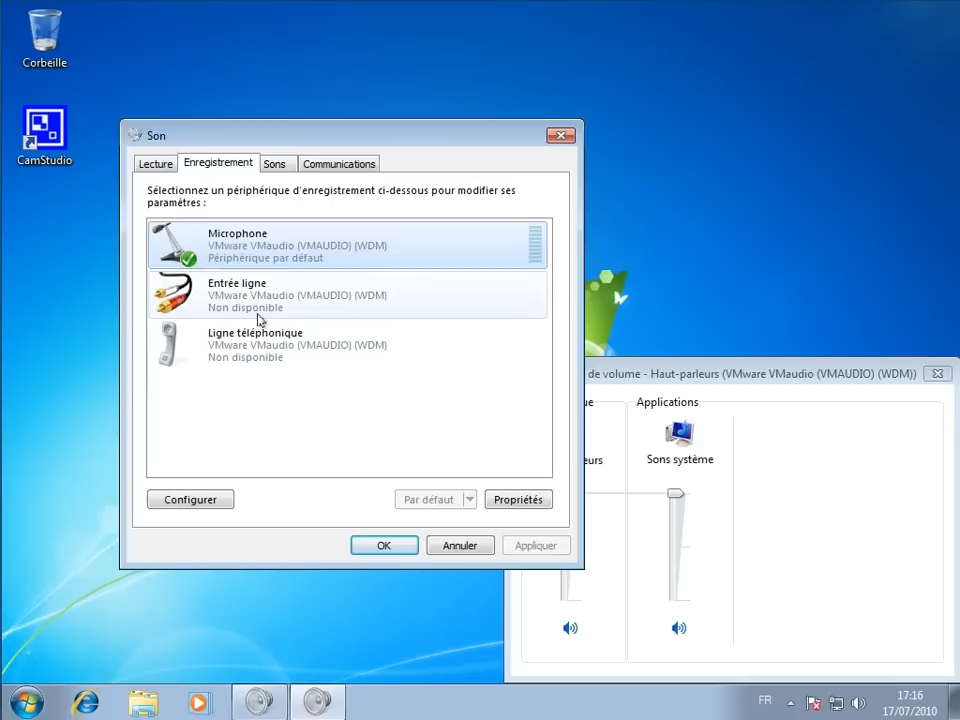 Corbeille
CamStudio
Son
Lecture
Enregistrement
Sons
Communications
Sélectionnez un périphérique d'enregistrement ci-dessous pour modifier ses
paramètres :
Microphone
VMware VMaudio (VMAUDIO) (WDM)
Périphérique par défaut
Entrée ligne
VMware VMaudio (VMAUDIO) (WDM)
Non disponible
Ligne téléphonique
VMware VMaudio (VMAUDIO) (WDM)
Non disponible
Configurer
Par défaut
Propriétés
OK
Annuler
Appliquer
de volume - Haut-parleurs (VMware VMaudio (VMAUDIO) (WDM))
ue
Applications
eurs
Sons système
FR
17:16
17/07/2010